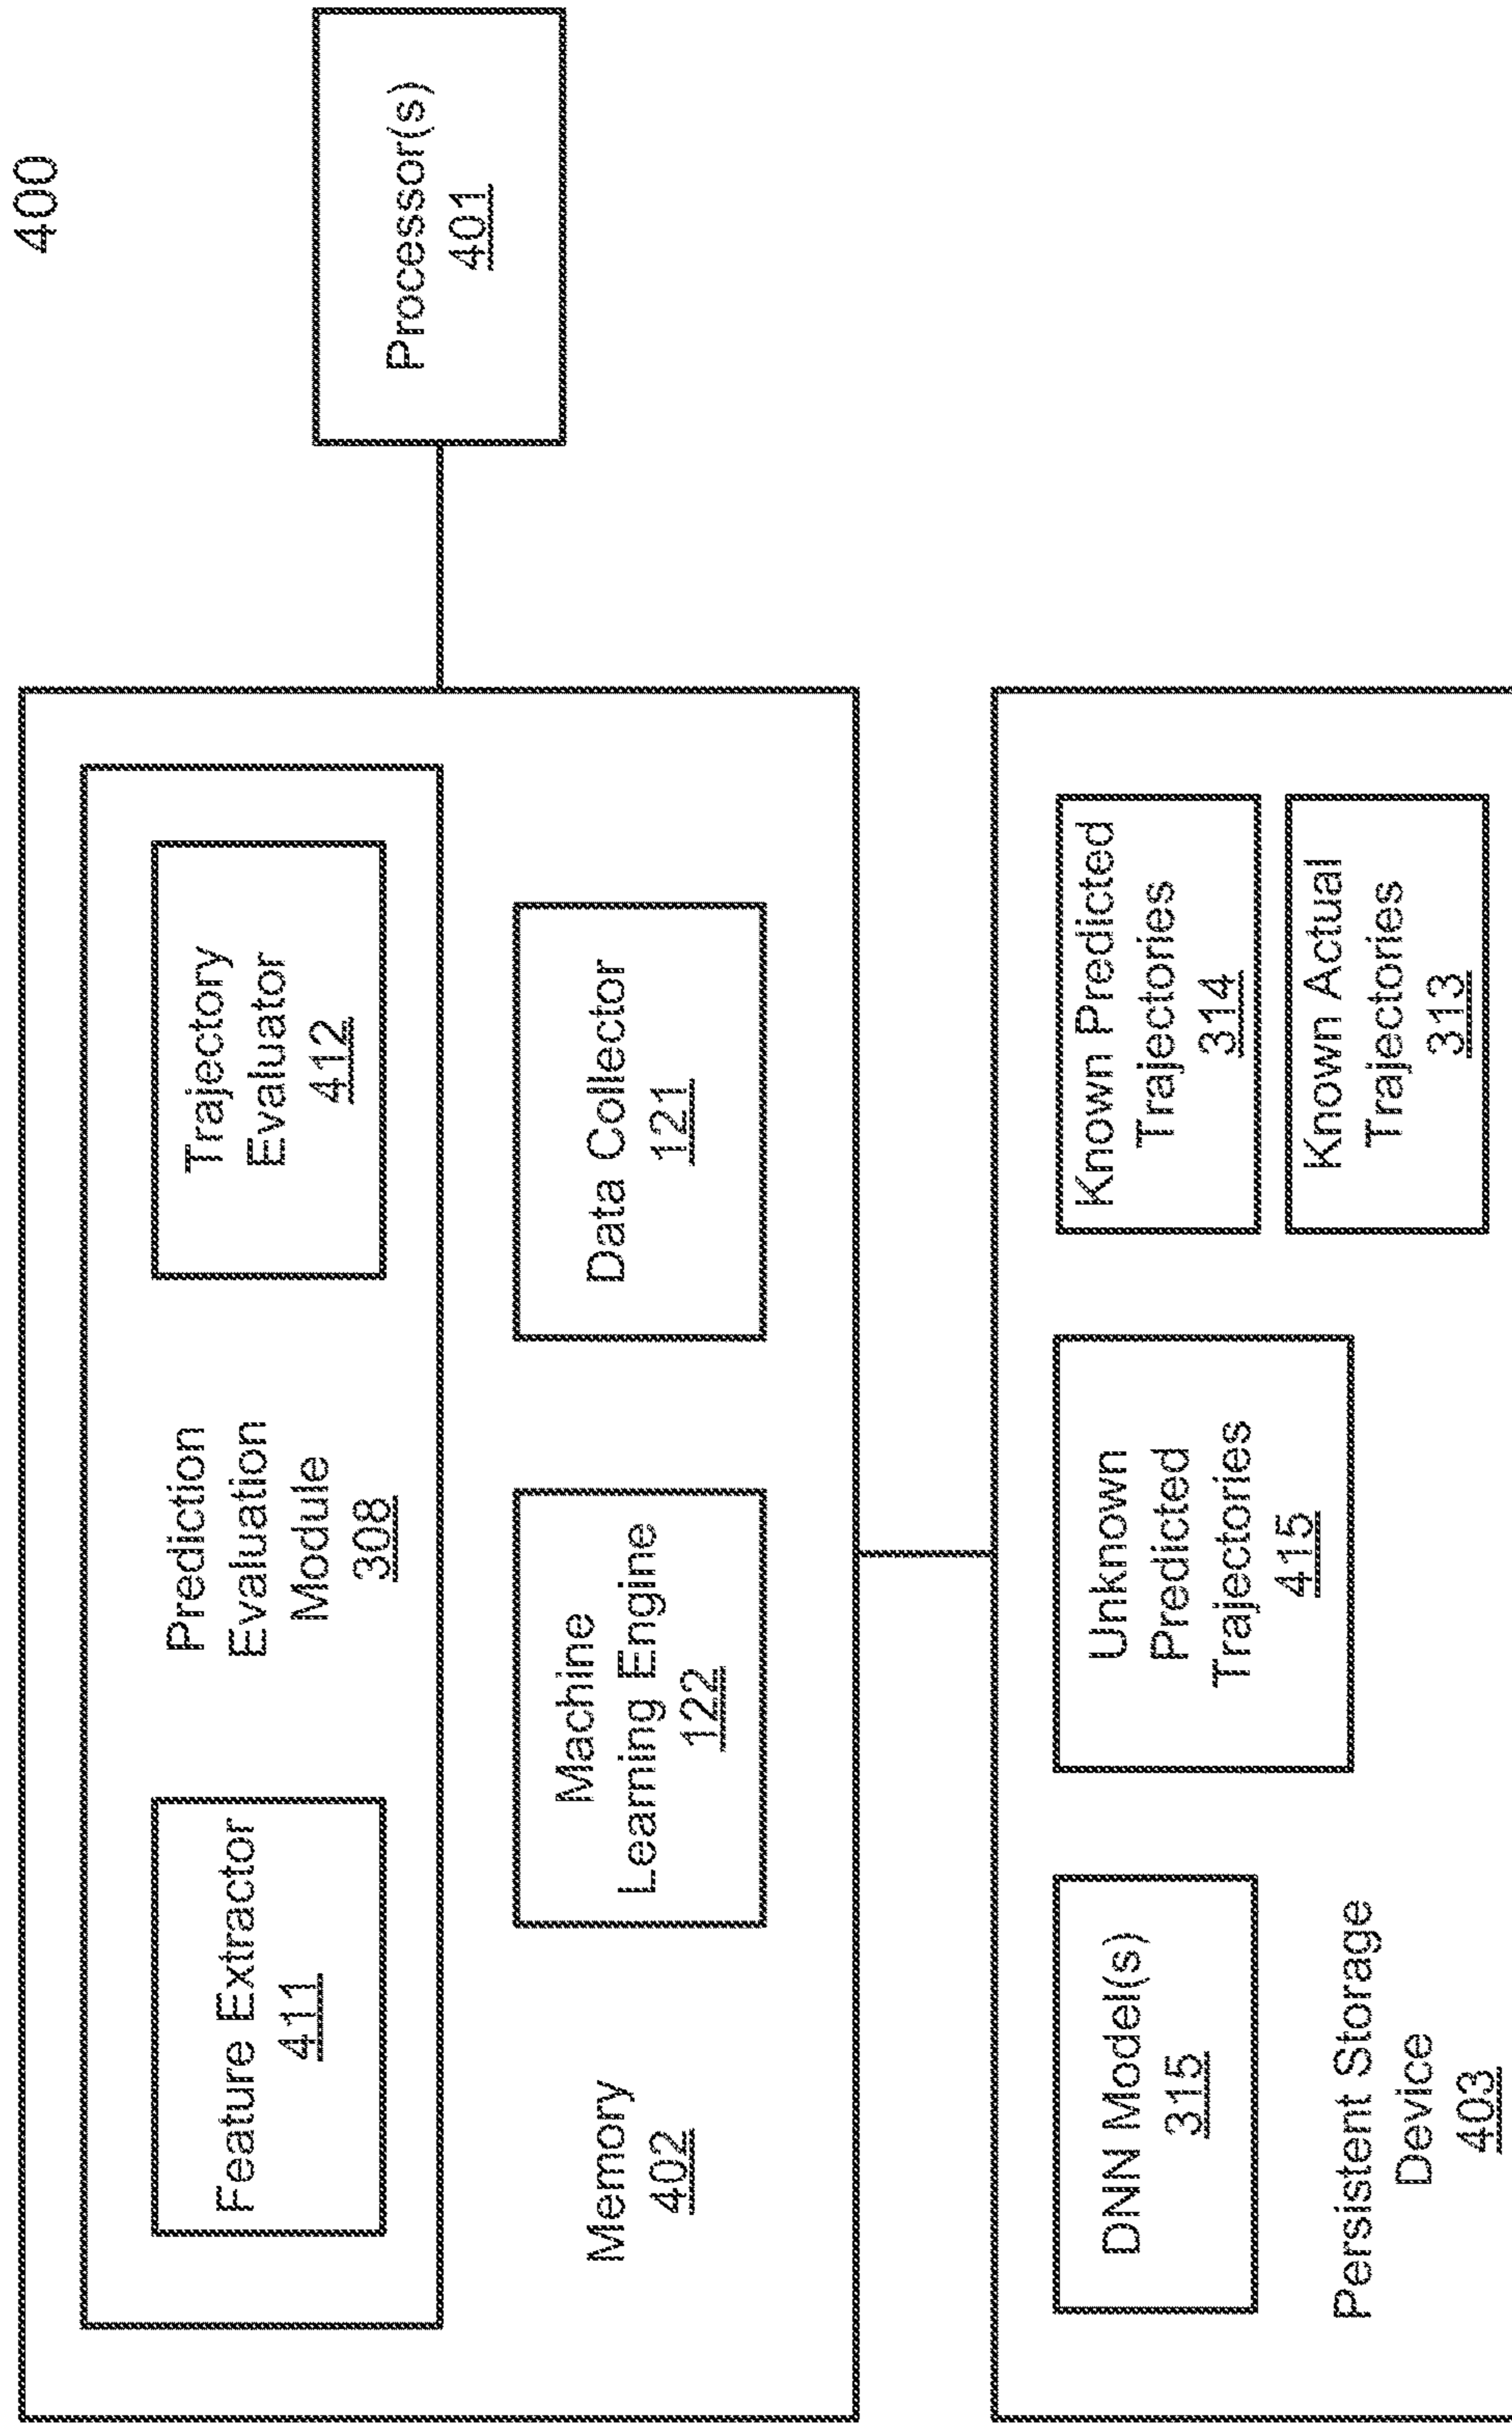 400
Feature Extractor
411
Prediction
Evaluation
Module
308
Trajectory
Evaluator
412
Processor(s)
401
Memory
402
Machine
Learning Engine
122
Data Collector
121
DNN Model(s)
315
Unknown
Predicted
Trajectories
415
Known Predicted
Trajectories
314
Known Actual
Trajectories
313
Persistent Storage
Device
403